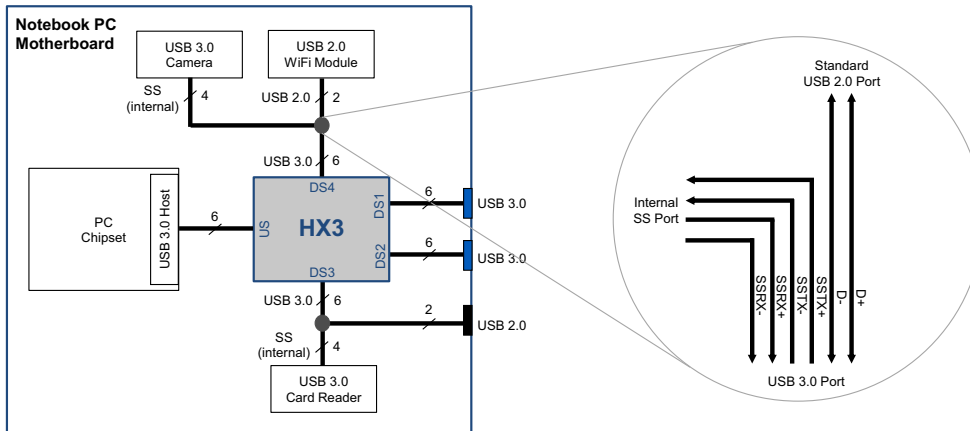 Notebook PC
Motherboard
USB 3.0
Camera
USB 2.0
WiFi Module
SS
(internal)
4
USB 2.0
2
USB 3.0
6
DS4
PC
Chipset
USB 3.0 Host
6
US
HX3
DS1
DS2
DS3
6
USB 3.0
6
USB 3.0
USB 3.0
6
2
USB 2.0
SS
(internal)
4
USB 3.0
Card Reader
Standard
USB 2.0 Port
Internal
SS Port
SSRX-
SSRX+
SSTX-
SSTX+
D-
D+
USB 3.0 Port